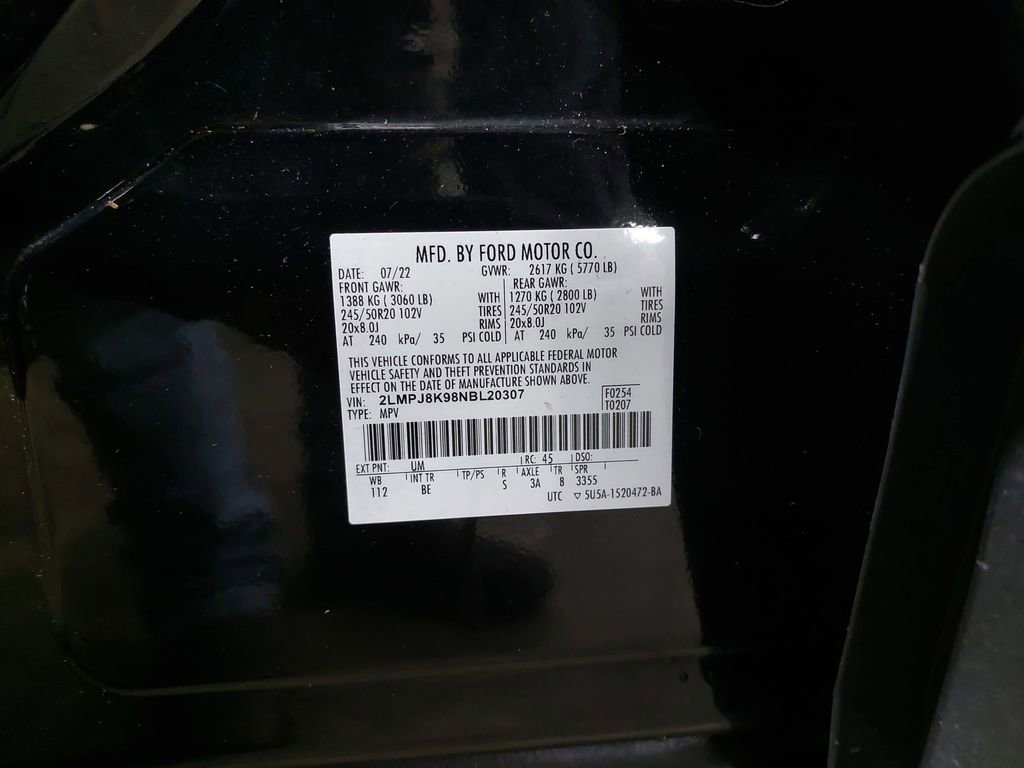 MFD. BY FORD MOTOR CO.
DATE: 07/22 GVWR: 2617 KG ( 5770 LB)
FRONT GAWR: REAR GAWR:
1388 KG ( 3060 LB) WITH 1270 KG ( 2800 LB) WITH
245/50R20 102V TIRES 245/50R20 102V TIRES
20x8.0J RIMS 20x8.0J RIMS
AT 240 kPa/ 35 PSI COLD AT 240 kPa/ 35 PSI COLD
THIS VEHICLE CONFORMS TO ALL APPLICABLE FEDERAL MOTOR
VEHICLE SAFETY AND THEFT PREVENTION STANDARDS IN
EFFECT ON THE DATE OF MANUFACTURE SHOWN ABOVE.
VIN: 2LMPJ8K98NBL20307 F0254
TYPE: MPV T0207
EXT PNT: UM RC: 45 DSO:
WB INT TR TP/PS R AXLE TR SPR
112 BE S 3A 8 3355
UTC ▽ 5U5A-1520472-BA